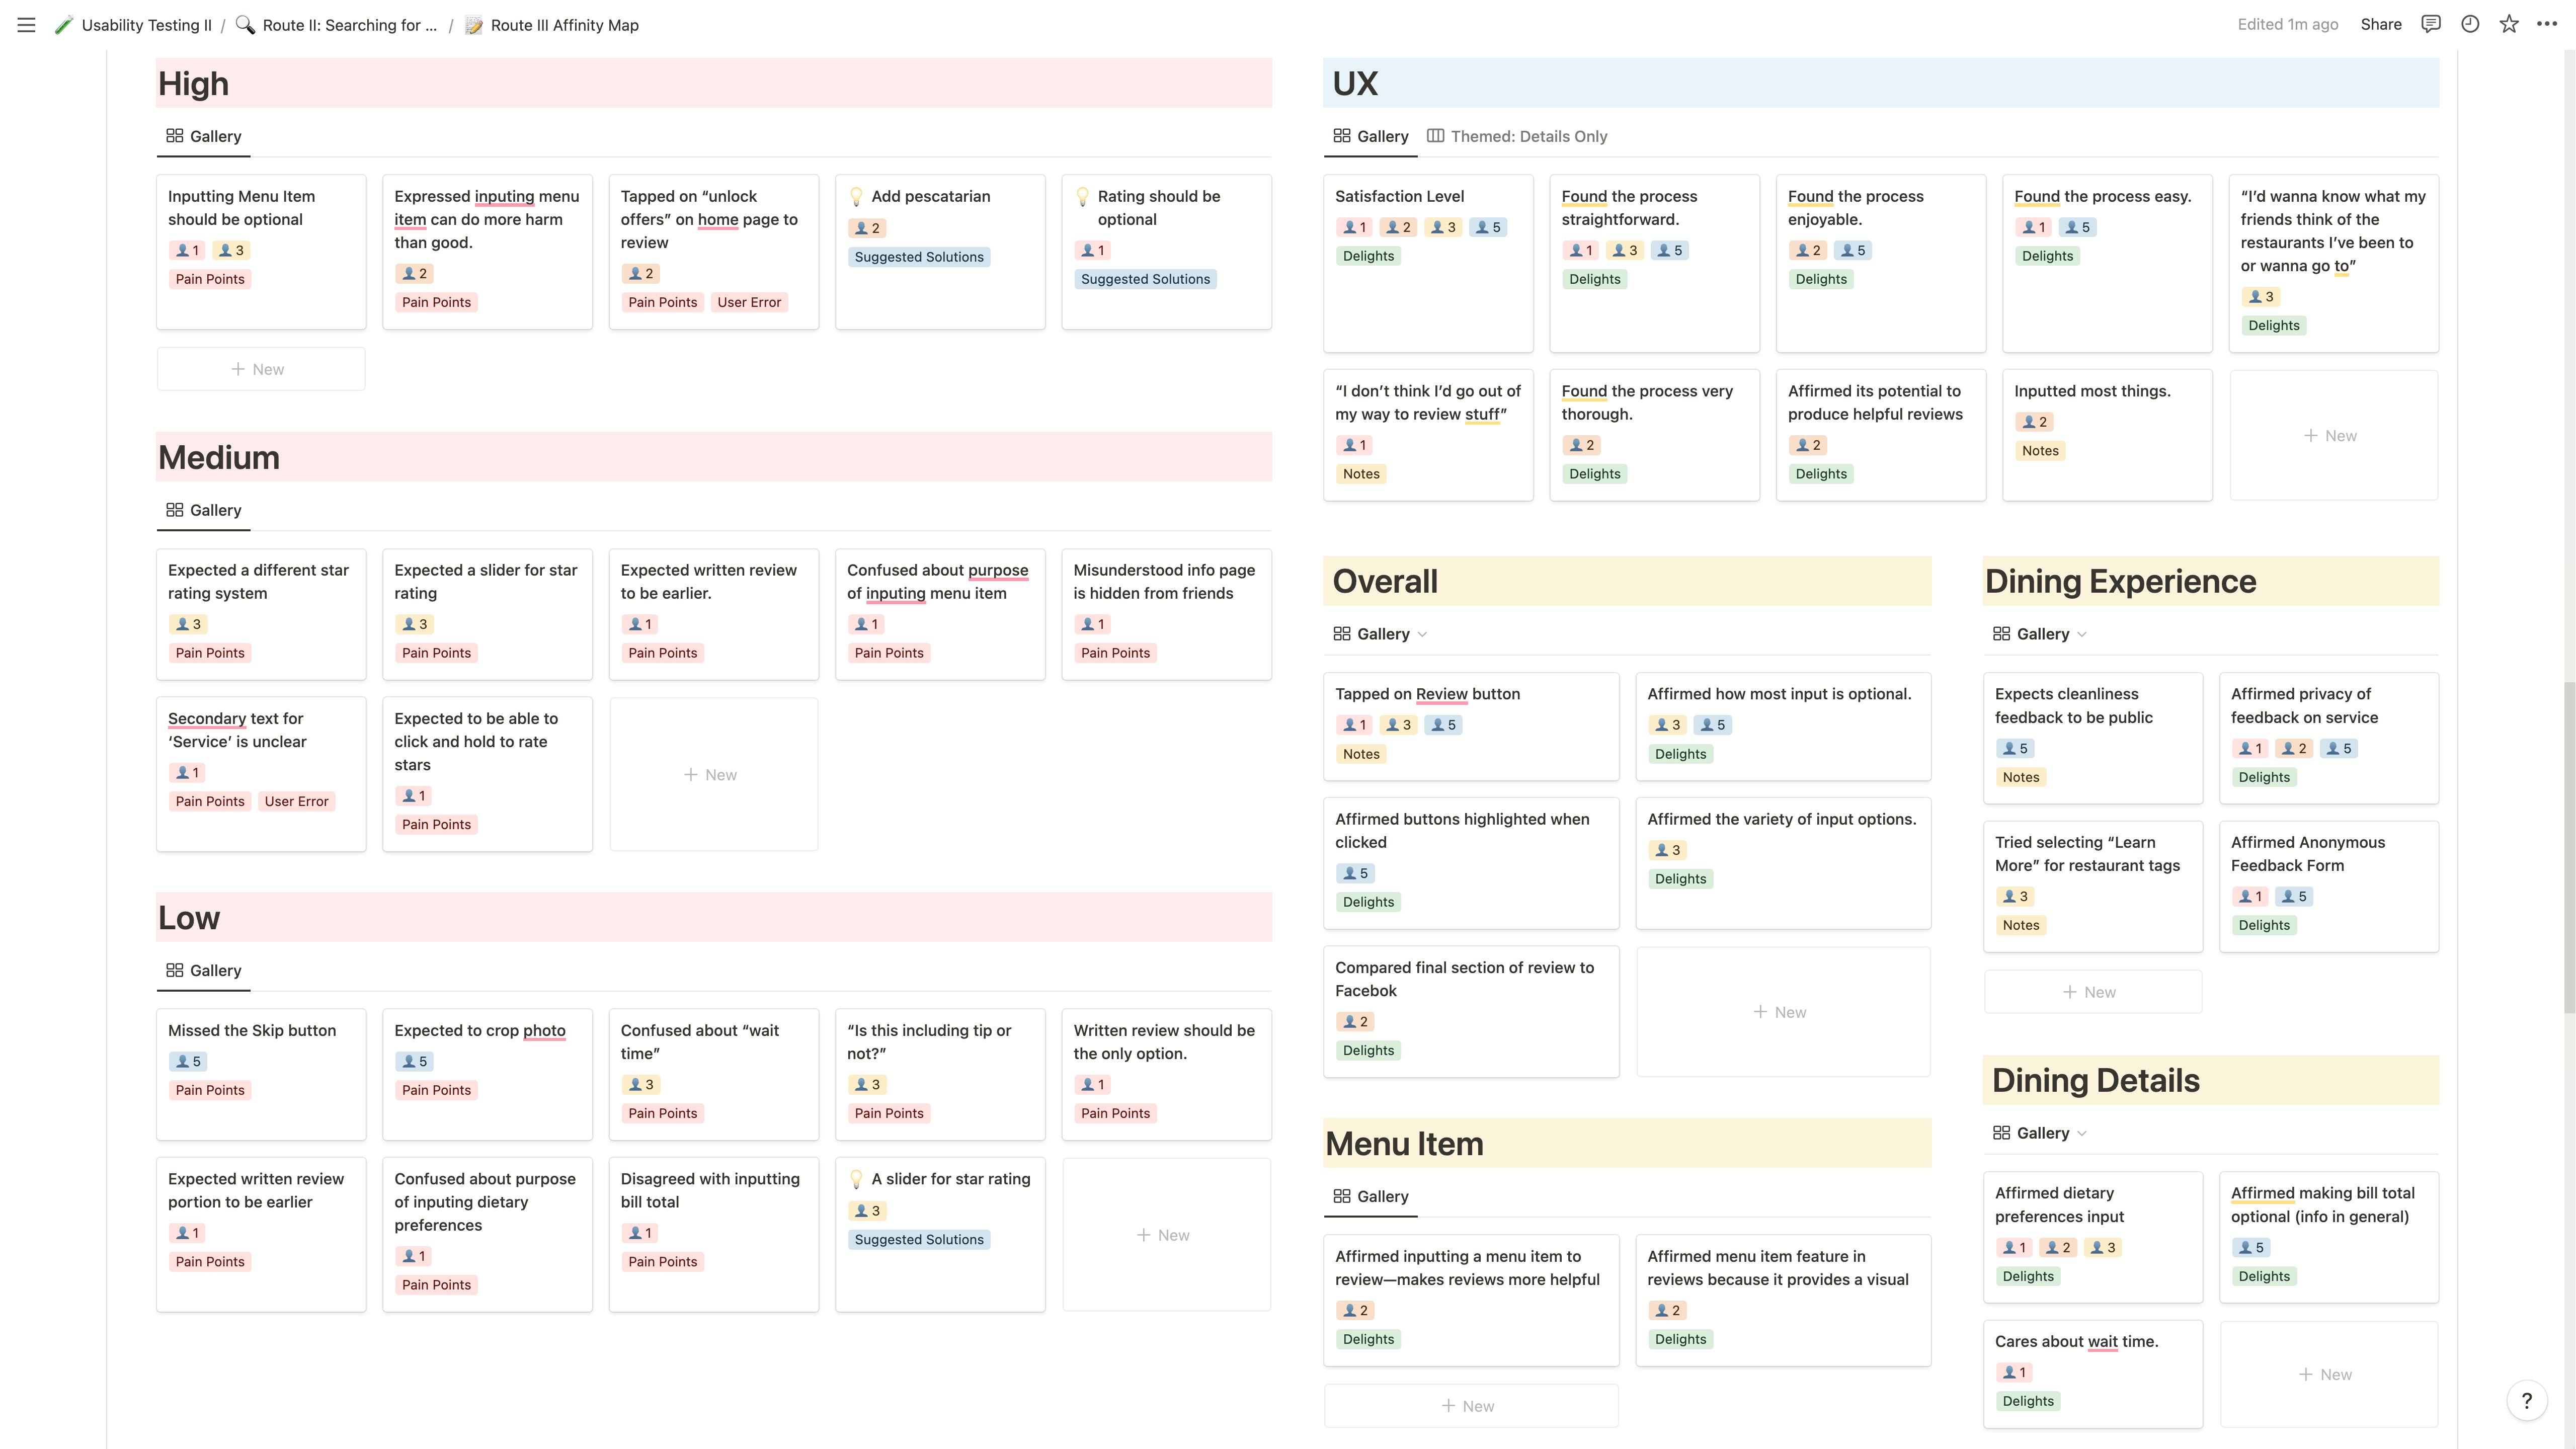 Usability Testing II / Route II: Searching for ... / Route III Affinity Map
Edited 1m ago Share
High
Gallery
Inputting Menu Item
should be optional
1 3
Pain Points
Expressed inputing menu
item can do more harm
than good.
2
Pain Points
Tapped on “unlock
offers” on home page to
review
2
Pain Points User Error
Add pescatarian
2
Suggested Solutions
Rating should be
optional
1
Suggested Solutions
New
Medium
Gallery
Expected a different star
rating system
3
Pain Points
Expected a slider for star
rating
3
Pain Points
Expected written review
to be earlier.
1
Pain Points
Confused about purpose
of inputing menu item
1
Pain Points
Misunderstood info page
is hidden from friends
1
Pain Points
Secondary text for
‘Service’ is unclear
1
Pain Points User Error
Expected to be able to
click and hold to rate
stars
1
Pain Points
New
Low
Gallery
Missed the Skip button
5
Pain Points
Expected to crop photo
5
Pain Points
Confused about “wait
time”
3
Pain Points
“Is this including tip or
not?”
3
Pain Points
Written review should be
the only option.
1
Pain Points
Expected written review
portion to be earlier
1
Pain Points
Confused about purpose
of inputing dietary
preferences
1
Pain Points
Disagreed with inputting
bill total
1
Pain Points
A slider for star rating
3
Suggested Solutions
New
UX
Gallery Themed: Details Only
Satisfaction Level
1 2 3 5
Delights
Found the process
straightforward.
1 3 5
Delights
Found the process
enjoyable.
2 5
Delights
Found the process easy.
1 5
Delights
“I’d wanna know what my
friends think of the
restaurants I’ve been to
or wanna go to”
3
Delights
“I don’t think I’d go out of
my way to review stuff”
1
Notes
Found the process very
thorough.
2
Delights
Affirmed its potential to
produce helpful reviews
2
Delights
Inputted most things.
2
Notes
New
Overall
Gallery
Tapped on Review button
1 3 5
Notes
Affirmed how most input is optional.
3 5
Delights
Affirmed buttons highlighted when
clicked
5
Delights
Affirmed the variety of input options.
3
Delights
Compared final section of review to
Facebok
2
Delights
New
Menu Item
Gallery
Affirmed inputting a menu item to
review—makes reviews more helpful
2
Delights
Affirmed menu item feature in
reviews because it provides a visual
2
Delights
New
Dining Experience
Gallery
Expects cleanliness
feedback to be public
5
Notes
Affirmed privacy of
feedback on service
1 2 5
Delights
Tried selecting “Learn
More” for restaurant tags
3
Notes
Affirmed Anonymous
Feedback Form
1 5
Delights
New
Dining Details
Gallery
Affirmed dietary
preferences input
1 2 3
Delights
Affirmed making bill total
optional (info in general)
5
Delights
Cares about wait time.
1
Delights
New
?